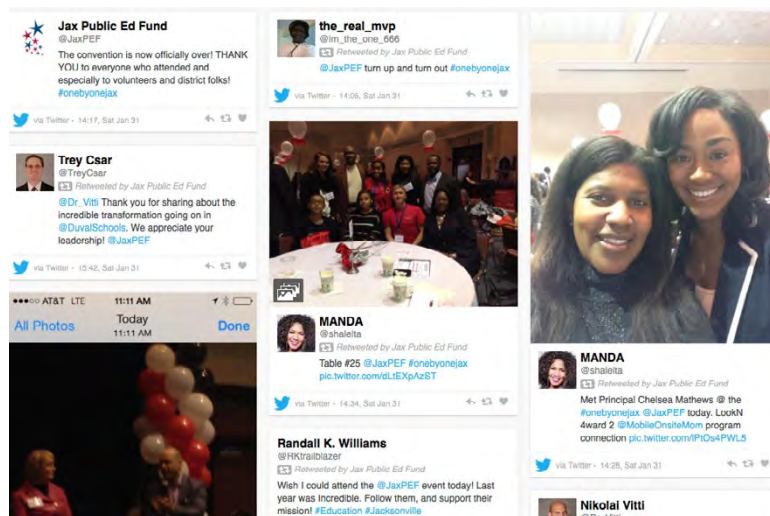 Jax Public Ed Fund
@JaxPEF
The convention is now officially over! THANK
YOU to everyone who attended and
especially to volunteers and district folks!
#onebyonejax
via Twitter - 14:17, Sat Jan 31
Trey Csar
@TreyCsar
Retweeted by Jax Public Ed Fund
@Dr_Vitti Thank you for sharing about the
incredible transformation going on in
@DuvalSchools. We appreciate your
leadership! @JaxPEF
via Twitter - 15:42, Sat Jan 31
AT&T LTE 11:11 AM
All Photos Today Done
11:11 AM
the_real_mvp
@im_the_one_666
Retweeted by Jax Public Ed Fund
@JaxPEF turn up and turn out #onebyonejax
via Twitter - 14:06, Sat Jan 31
MANDA
@shaleita
Retweeted by Jax Public Ed Fund
Table #25 @JaxPEF #onebyonejax
pic.twitter.com/dLtEXpAzST
via Twitter - 14:34, Sat Jan 31
Randall K. Williams
@RKtrailblazer
Retweeted by Jax Public Ed Fund
Wish I could attend the @JaxPEF event today! Last
year was incredible. Follow them, and support their
mission! #Education #Jacksonville
MANDA
@shaleita
Retweeted by Jax Public Ed Fund
Met Principal Chelsea Mathews @ the
#onebyonejax @JaxPEF today. LookN
4ward 2 @MobileOnsiteMom program
connection pic.twitter.com/lPtOs4PWL5
via Twitter - 14:28, Sat Jan 31
Nikolai Vitti
@Dr_Vitti